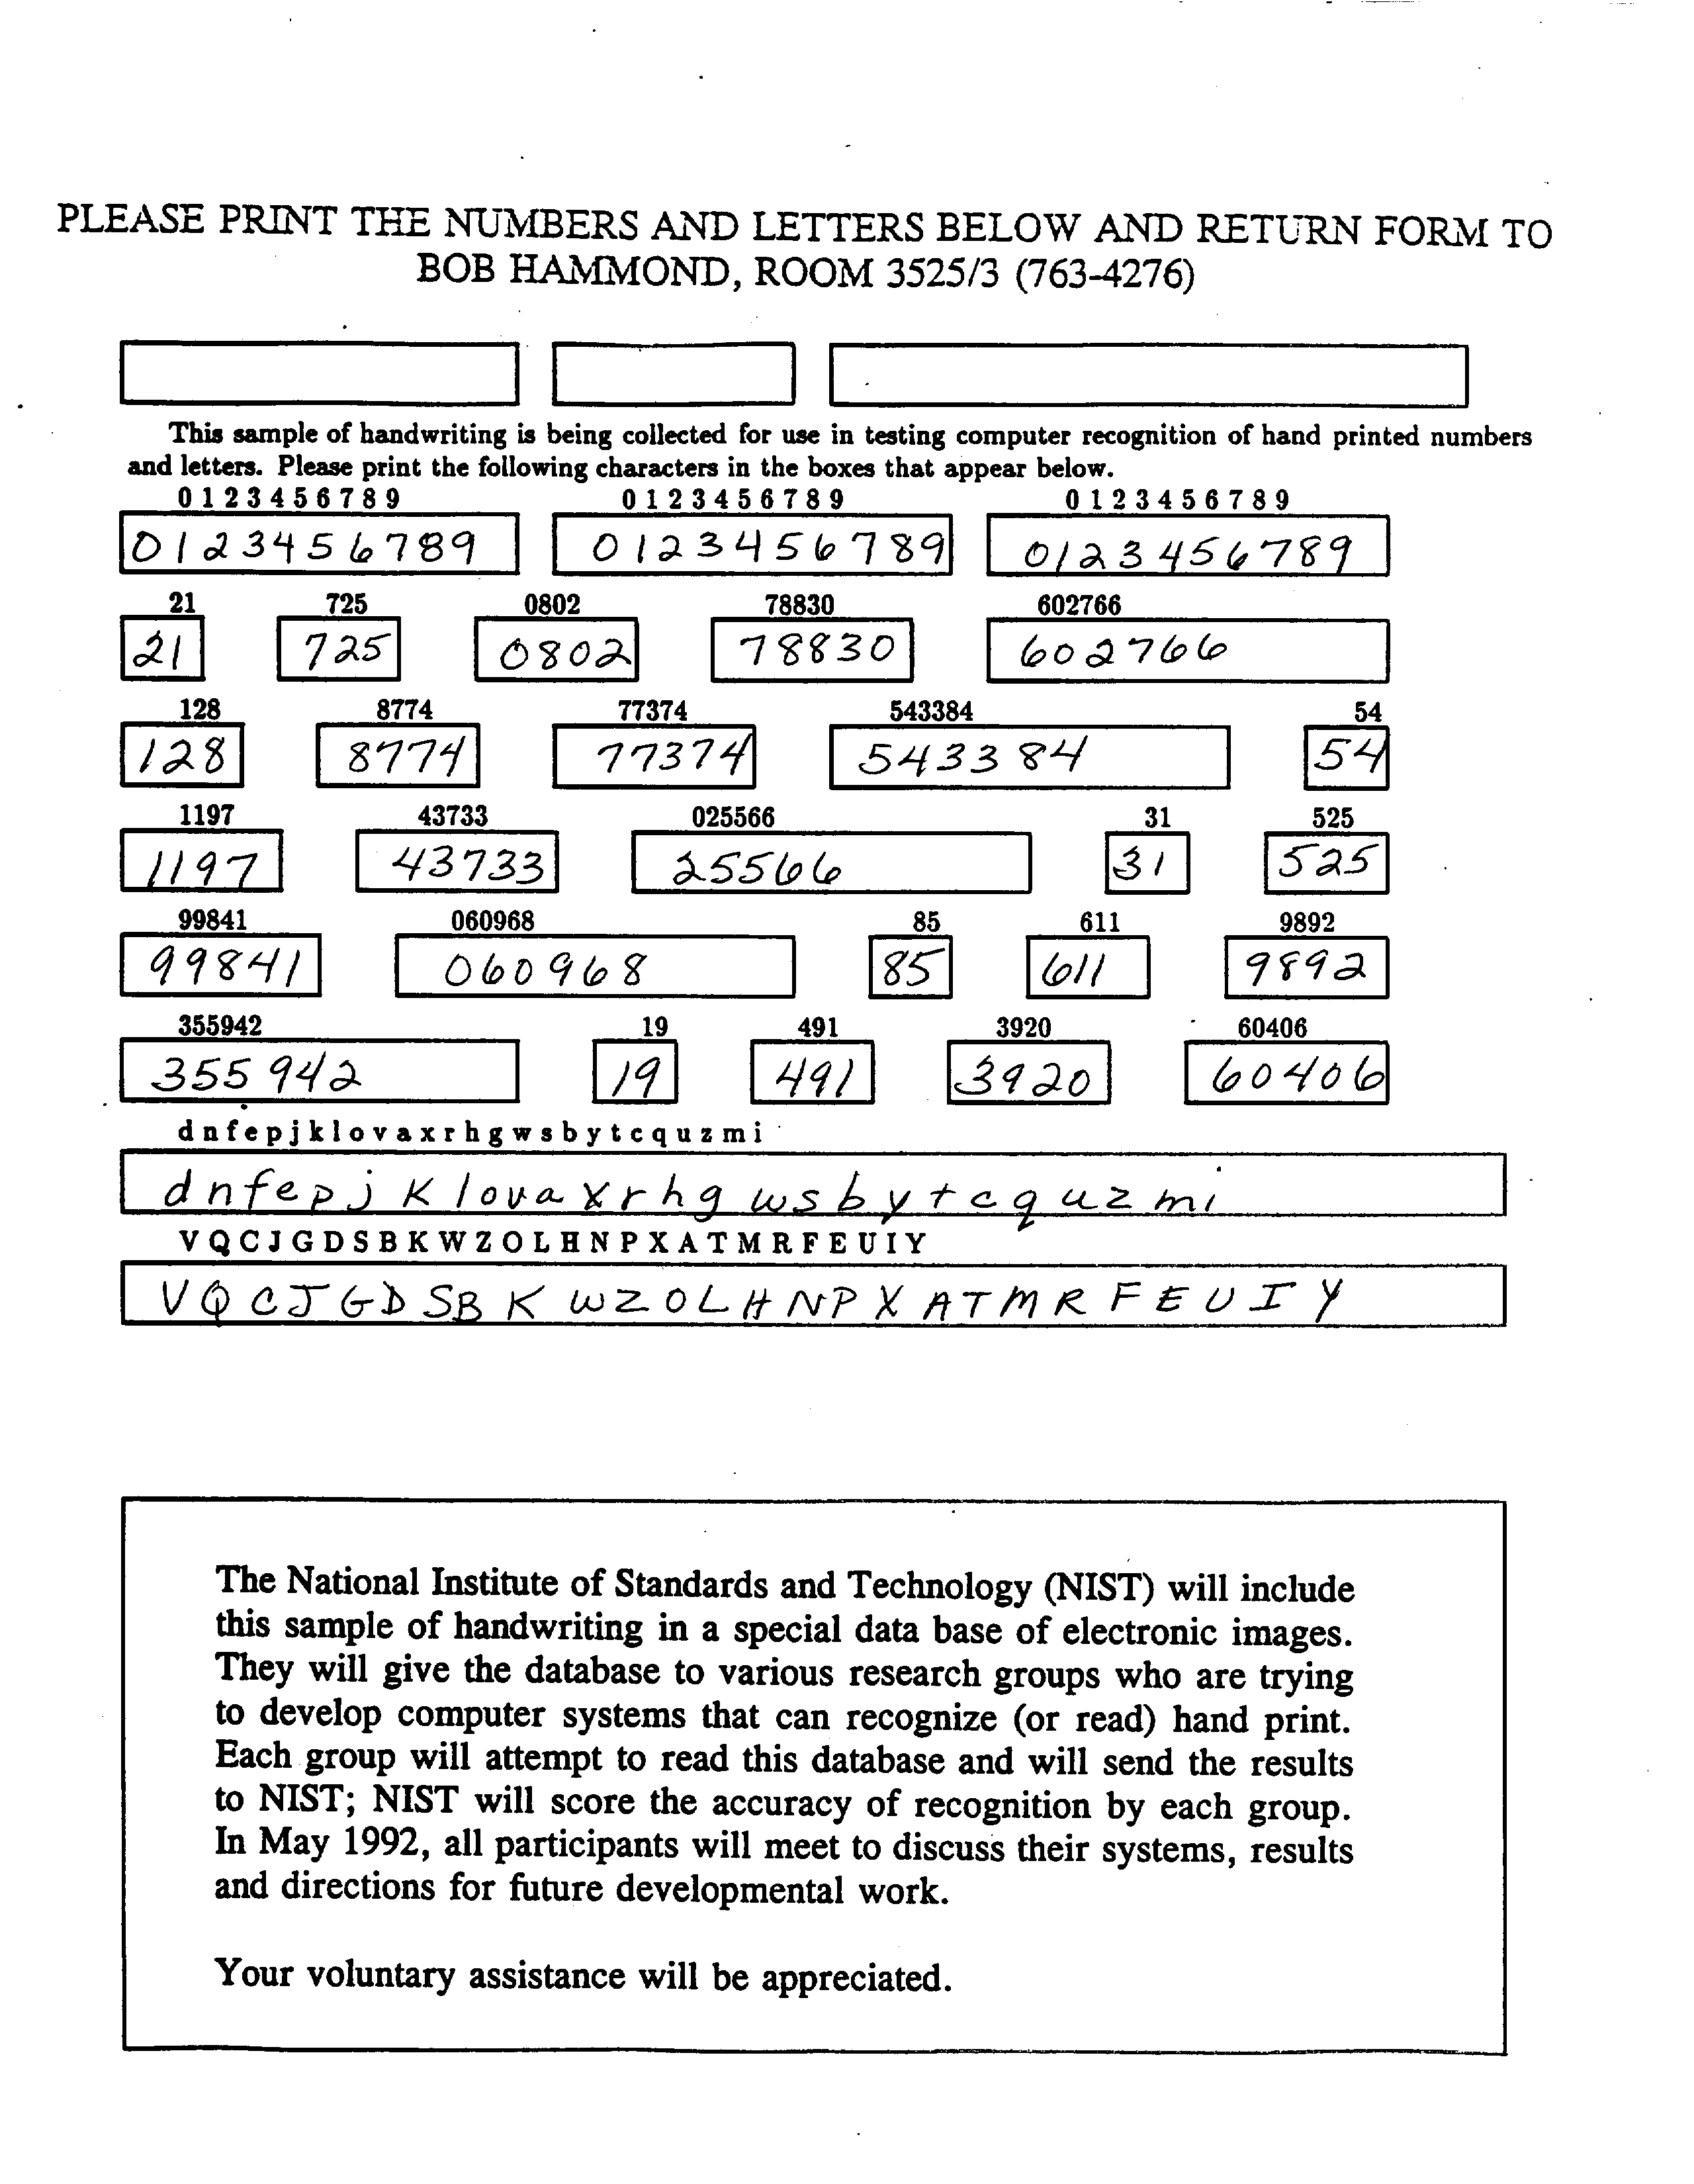 PLEASE PRINT THE NUMBERS AND LETTERS BELOW AND RETURN FORM TO
BOB HAMMOND, ROOM 3525/3 (763-4276)
This sample of handwriting is being collected for use in testing computer recognition of hand printed numbers
and letters. Please print the following characters in the boxes that appear below.
0 1 2 3 4 5 6 7 8 9 0 1 2 3 4 5 6 7 8 9 0 1 2 3 4 5 6 7 8 9
0123456789 0123456789 0123456789
21 725 0802 78830 602766
21 725 0802 78830 602766
128 8774 77374 543384 54
128 8774 77374 543384 54
1197 43733 025566 31 525
1197 43733 25566 31 525
99841 060968 85 611 9892
99841 060968 85 611 9892
355942 19 491 3920 60406
355942 19 491 3920 60406
d n f e p j k l o v a x r h g w s b y t c q u z m i
d n f e p j K l o v a x r h g w s b y t c q u z m i
V Q C J G D S B K W Z O L H N P X A T M R F E U I Y
V Q C J G D S B K W Z O L H N P X A T M R F E U I Y
The National Institute of Standards and Technology (NIST) will include
this sample of handwriting in a special data base of electronic images.
They will give the database to various research groups who are trying
to develop computer systems that can recognize (or read) hand print.
Each group will attempt to read this database and will send the results
to NIST; NIST will score the accuracy of recognition by each group.
In May 1992, all participants will meet to discuss their systems, results
and directions for future developmental work.
Your voluntary assistance will be appreciated.